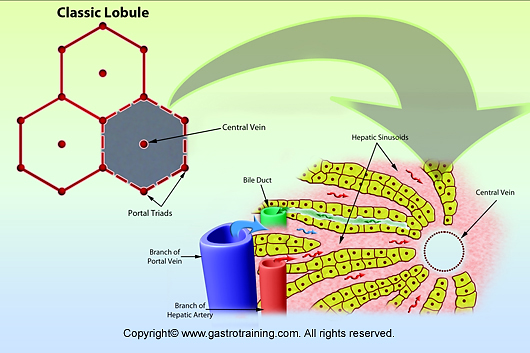 Classic Lobule
Central Vein
Portal Triads
Hepatic Sinusoids
Central Vein
Bile Duct
Branch of
Portal Vein
Branch of
Hepatic Artery
Copyright© www.gastrotraining.com. All rights reserved.